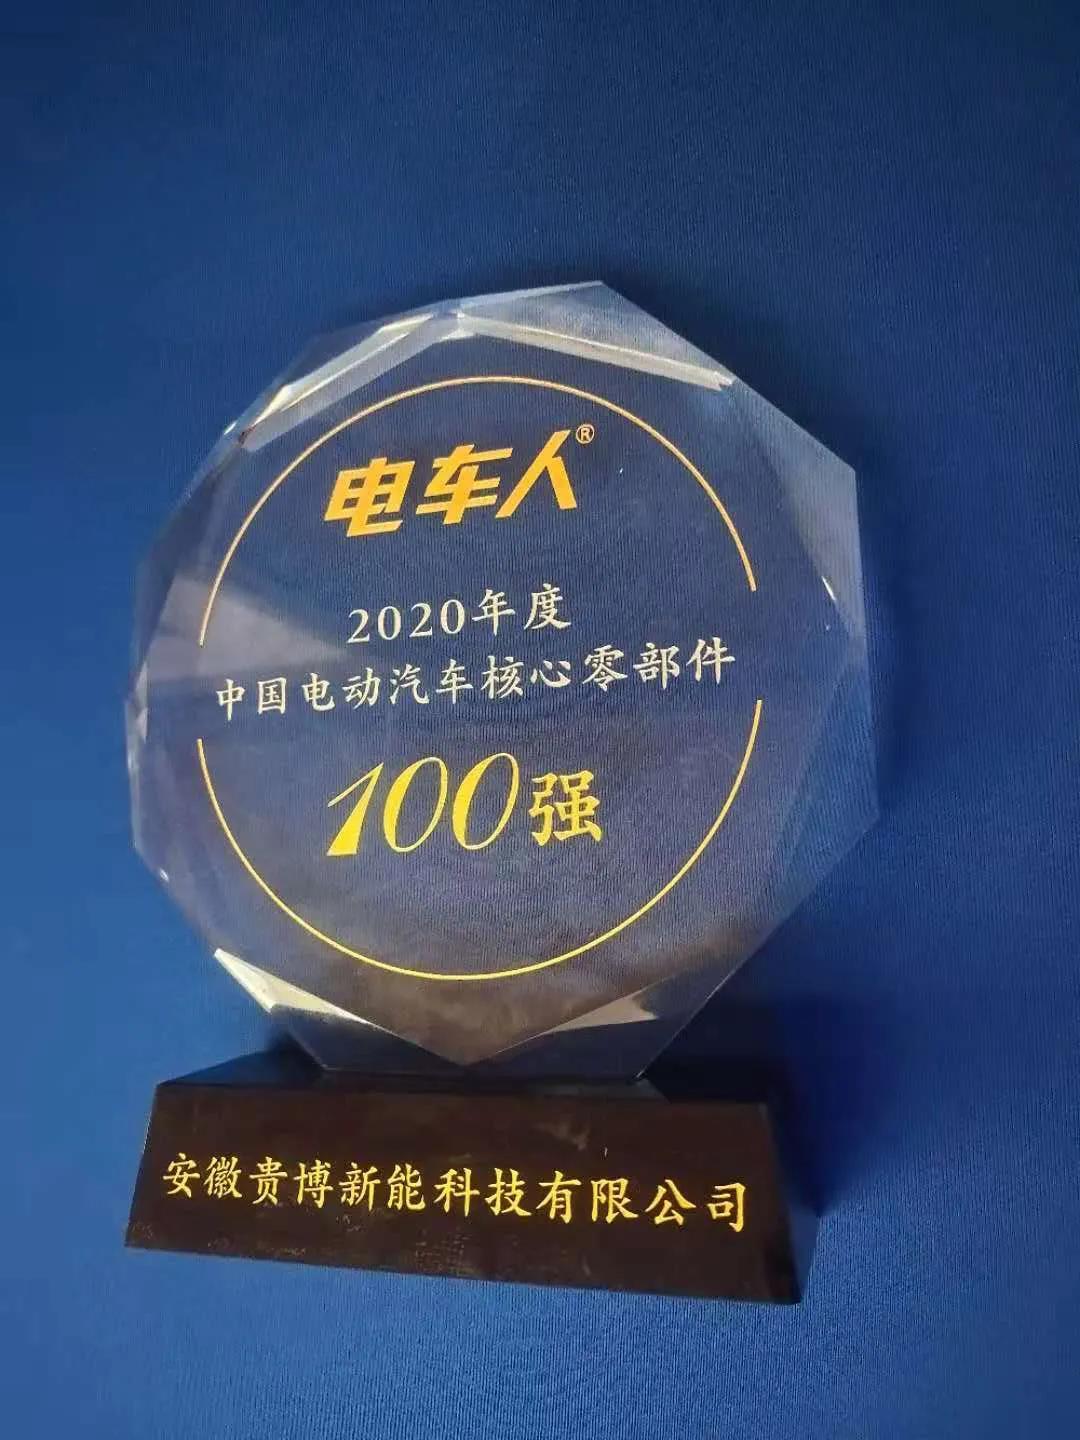 电车人®
2020年度
中国电动汽车核心零部件
100强
安徽贵博新能科技有限公司